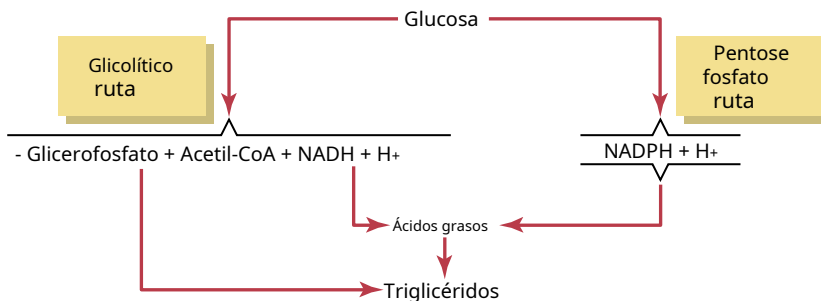 Glucosa
Glicolítico
ruta
Pentose
fosfato
ruta
- Glicerofosfato + Acetil-CoA + NADH + H+
NADPH + H+
Ácidos grasos
Triglicéridos